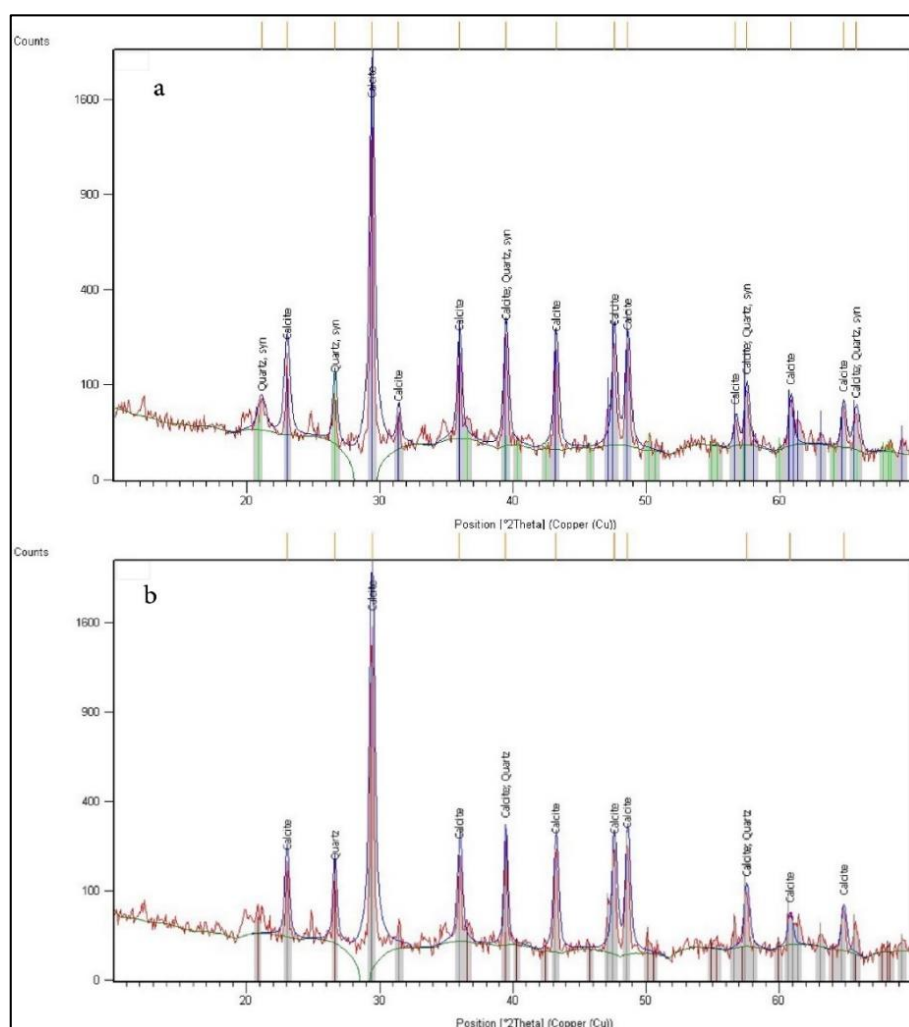 Counts
a
1600
900
400
100
0
Quartz, syn
Calcite
Quartz, syn
Calcite
Calcite
Calcite
Calcite; Quartz, syn
Calcite
Calcite
Calcite
Calcite
Calcite; Quartz, syn
Calcite
Calcite
Calcite; Quartz, syn
20 30 40 50 60
Position [°2Theta] (Copper (Cu))
Counts
b
1600
900
400
100
0
Calcite
Quartz
Calcite
Calcite
Calcite; Quartz
Calcite
Calcite
Calcite
Calcite; Quartz
Calcite
Calcite
20 30 40 50 60
Position [°2Theta] (Copper (Cu))